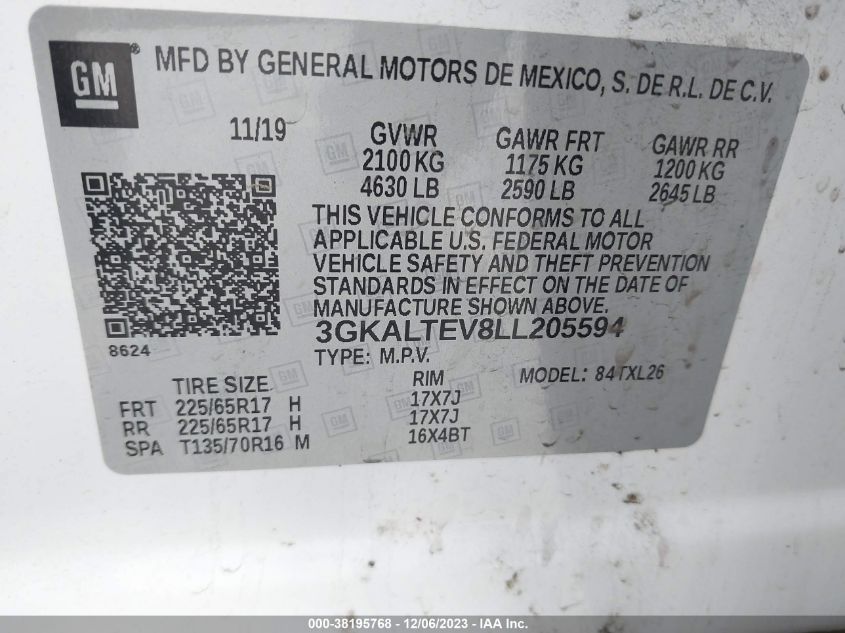 GM
MFD BY GENERAL MOTORS DE MEXICO, S. DE R.L. DE C.V.
11/19 GVWR GAWR FRT GAWR RR
2100 KG 1175 KG 1200 KG
4630 LB 2590 LB 2645 LB
THIS VEHICLE CONFORMS TO ALL
APPLICABLE U.S. FEDERAL MOTOR
VEHICLE SAFETY AND THEFT PREVENTION
STANDARDS IN EFFECT ON THE DATE OF
MANUFACTURE SHOWN ABOVE.
3GKALTEV8LL205594
8624
TYPE: M.P.V.
TIRE SIZE RIM MODEL: 84TXL26
FRT 225/65R17 H 17X7J
RR 225/65R17 H 17X7J
SPA T135/70R16 M 16X4BT
000-38195768 - 12/06/2023 - IAA Inc.